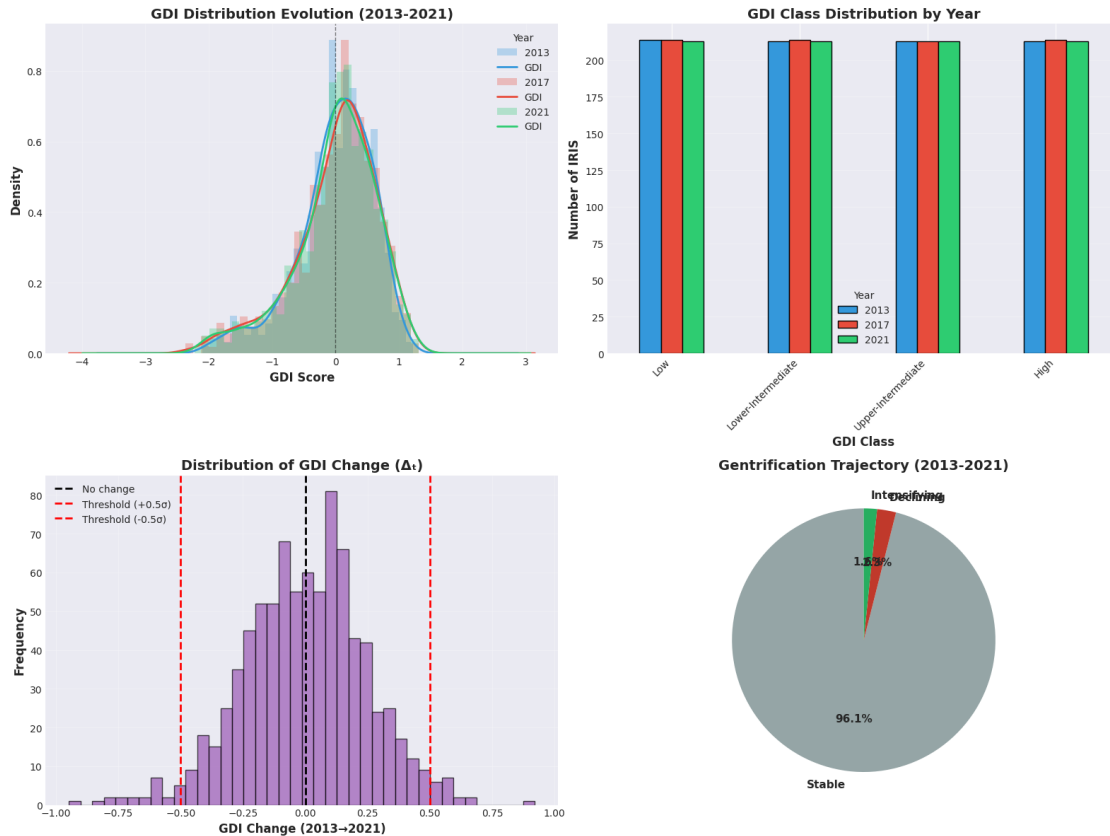 GDI Distribution Evolution (2013-2021)
Density
0.8
0.6
0.4
0.2
0.0
−4
−3
−2
−1
0
1
2
3
GDI Score
Year
2013
GDI
2017
GDI
2021
GDI
GDI Class Distribution by Year
Number of IRIS
200
175
150
125
100
75
50
25
0
Low
Lower-Intermediate
Upper-Intermediate
High
GDI Class
Year
2013
2017
2021
Distribution of GDI Change (Δₜ)
Frequency
80
70
60
50
40
30
20
10
0
−1.00
−0.75
−0.50
−0.25
0.00
0.25
0.50
0.75
1.00
GDI Change (2013→2021)
No change
Threshold (+0.5σ)
Threshold (-0.5σ)
Gentrification Trajectory (2013-2021)
Intensifying
Declining
1.6%
96.1%
Stable